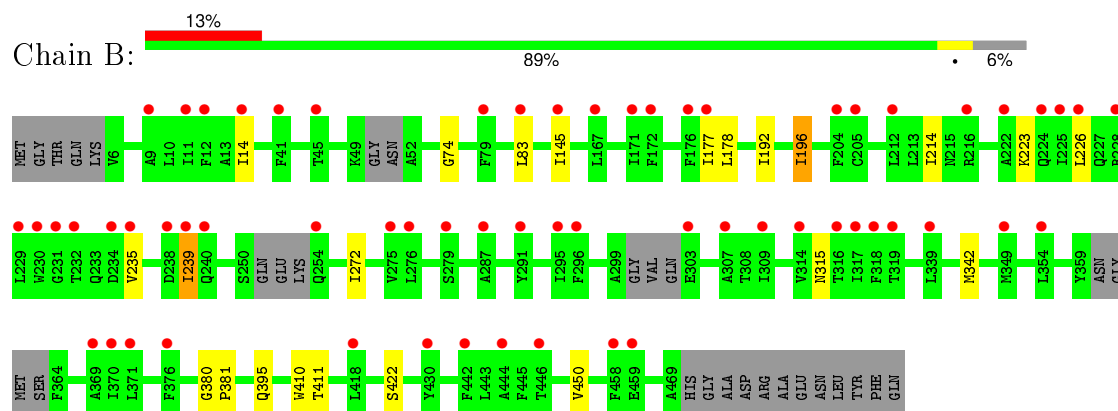 13%
Chain B:
89%
•
6%
MET GLY THR GLN LYS V6 A9 L10 I11 F12 A13 I14 F41 T45 K49 GLY ASN A52 G74 F79 L83 I145 L167 I171 F172 F176 I177 L178 I192 I196 F204 C205 L212 L213 I214 N215 R216 A222 K223 Q224 I225 L226 Q227
L229 W230 G231 T232 Q233 D234 V235 D238 I239 Q240 S250 GLN GLU LYS Q254 I272 V275 L276 S279 A287 Y291 I295 F296 A299 GLY VAL GLN E303 A307 T308 I309 V314 N315 T316 I317 F318 T319 L339 M342 M349 L354 Y359 ASN GLY
MET SER F364 A369 I370 L371 F376 G380 P381 Q395 W410 T411 L418 S422 Y430 F442 L443 A444 F445 T446 V450 F458 E459 A469 HIS GLY ALA ASP ARG ALA GLU ASN LEU TYR PHE GLN